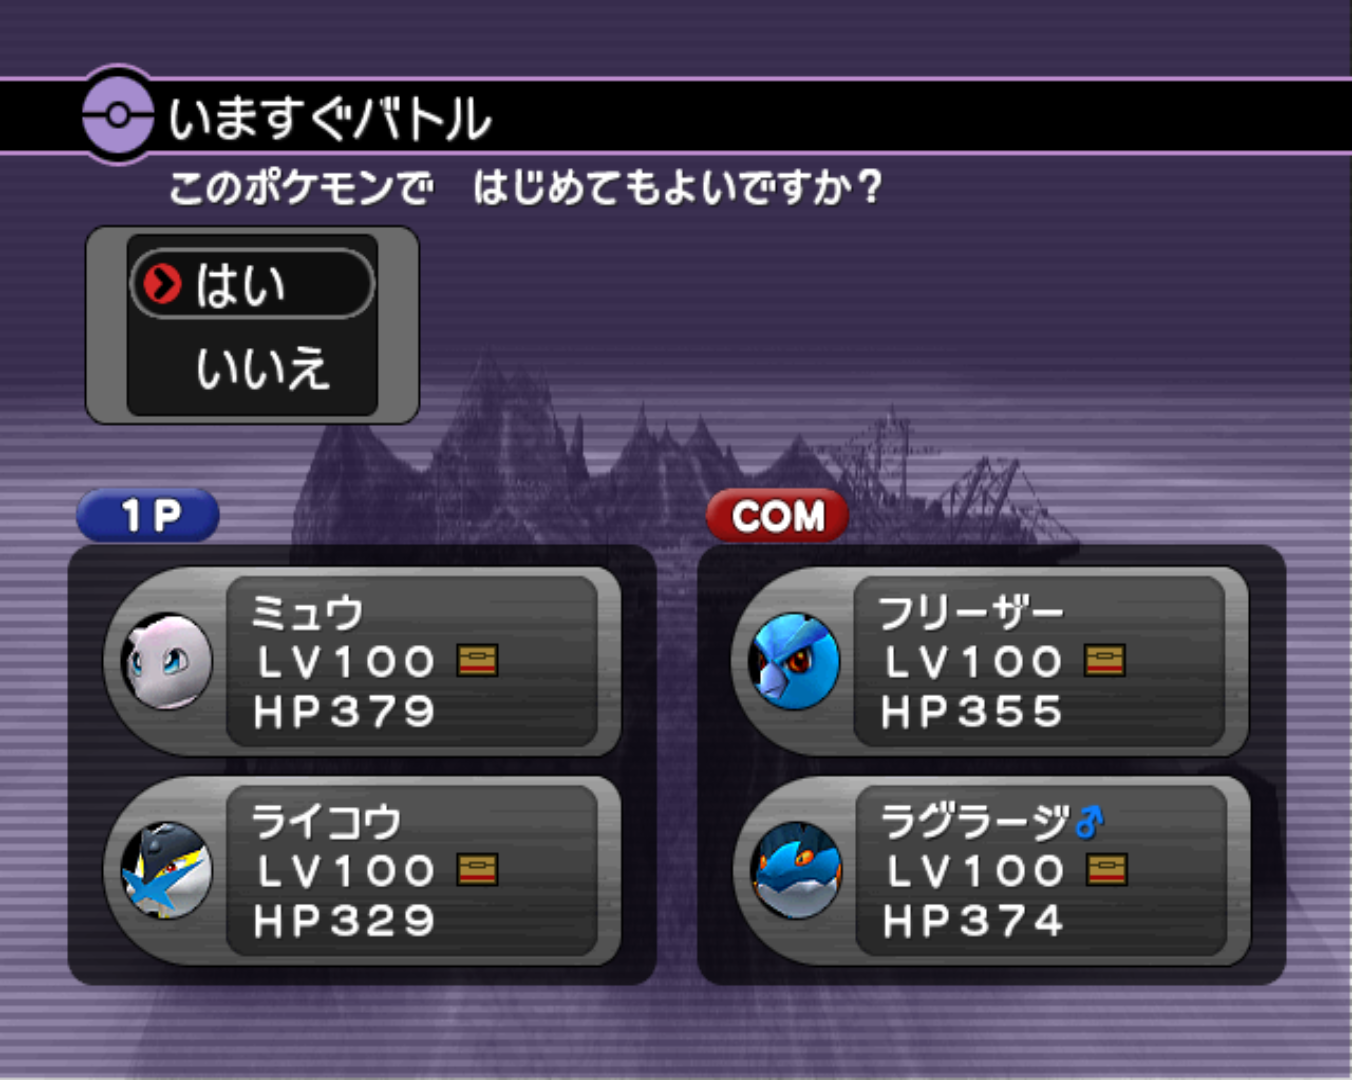 いますぐバトル
このポケモンで　はじめてもよいですか？
はい
いいえ
1P
ミュウ
LV100
HP379
ライコウ
LV100
HP329
COM
フリーザー
LV100
HP355
ラグラージ♂
LV100
HP374